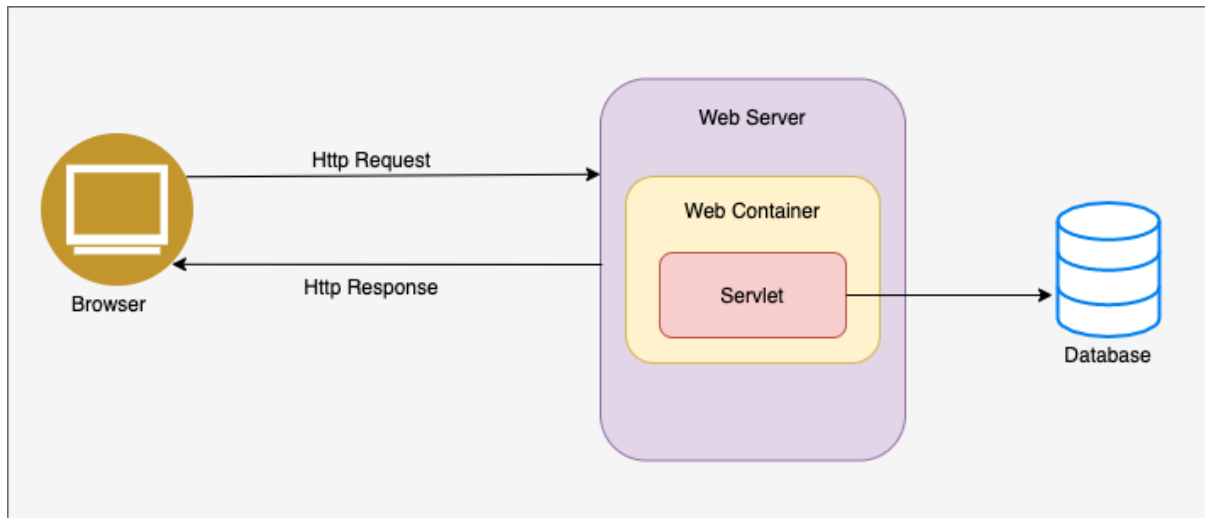 Web Server
Http Request
Web Container
Http Response
Servlet
Browser
Database